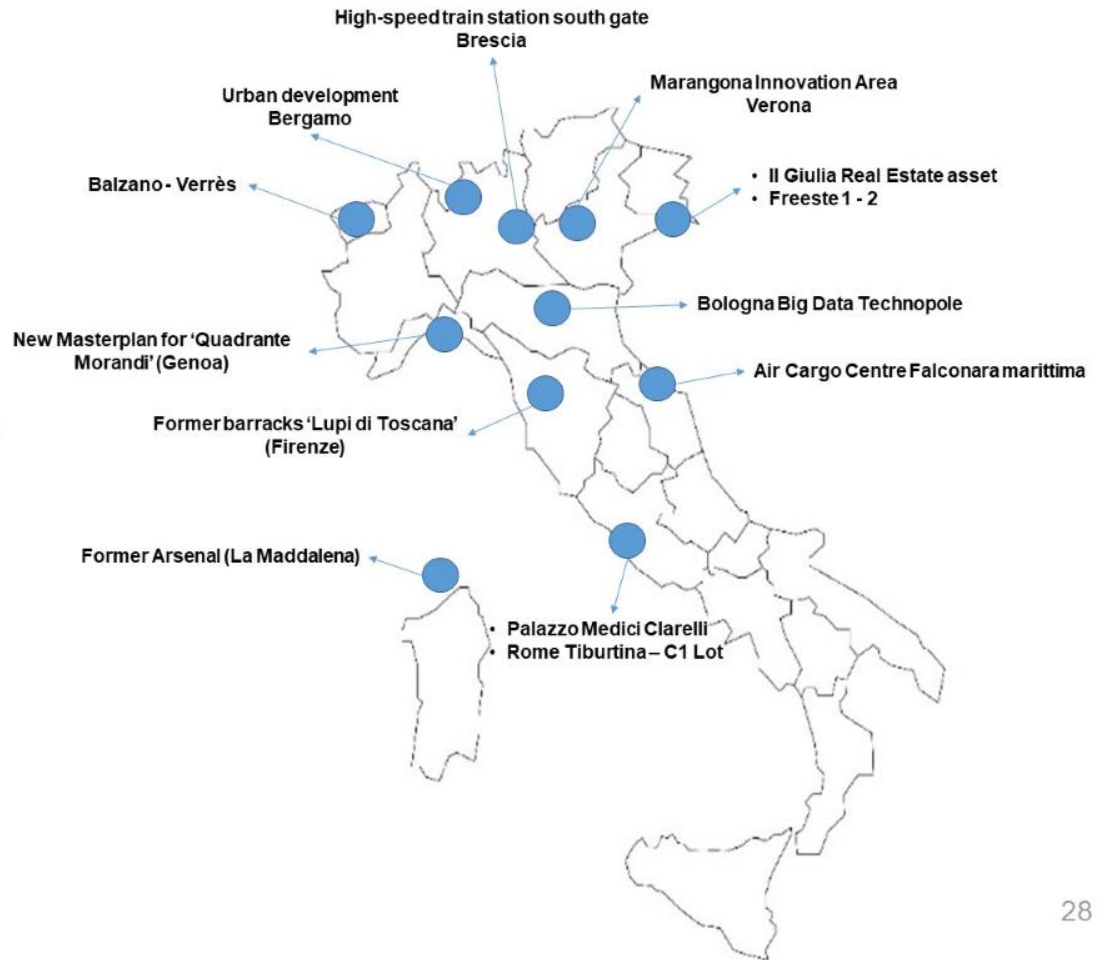 High-speed train station south gate
Brescia
Urban development
Bergamo
Marangona Innovation Area
Verona
Balzano - Verrès
• Il Giulia Real Estate asset
• Freeste 1 - 2
Bologna Big Data Technopole
New Masterplan for ‘Quadrante
Morandi’ (Genoa)
Air Cargo Centre Falconara marittima
Former barracks ‘Lupi di Toscana’
(Firenze)
Former Arsenal (La Maddalena)
• Palazzo Medici Clarelli
• Rome Tiburtina – C1 Lot
28